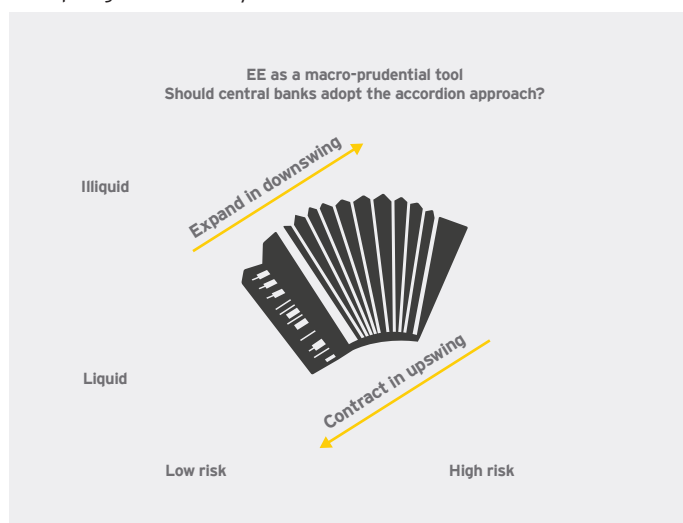 EE as a macro-prudential tool
Should central banks adopt the accordion approach?
Expand in downswing
Illiquid
Liquid
Contract in upswing
Low risk
High risk